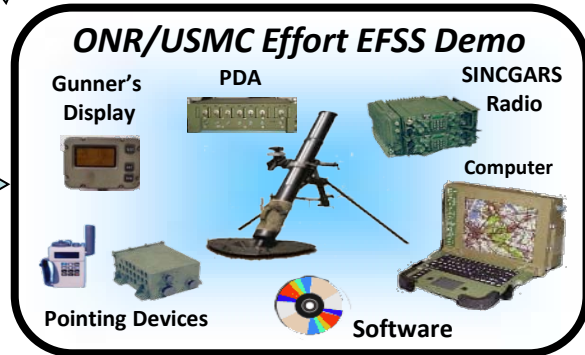 ONR/USMC Effort EFSS Demo
Gunner's
Display
PDA
SINCGARS
Radio
Computer
Pointing Devices
Software